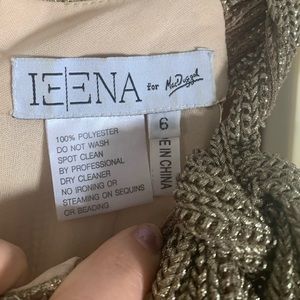 IEENA for Mac Duggal
6
E IN CHINA
100% POLYESTER
DO NOT WASH
SPOT CLEAN
BY PROFESSIONAL
DRY CLEANER
NO IRONING OR
STEAMING ON SEQUINS
OR BEADING